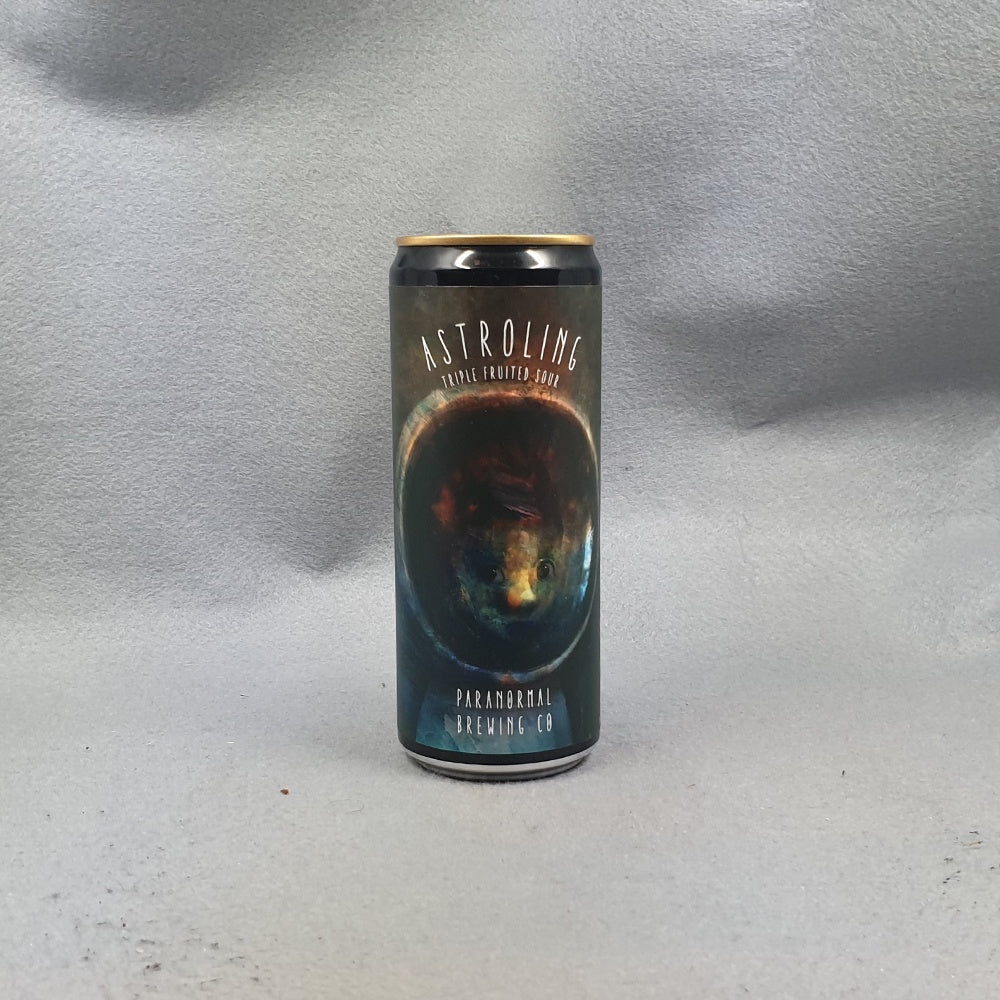 ASTROLING
TRIPLE FRUITED SOUR
PARANORMAL
BREWING CO